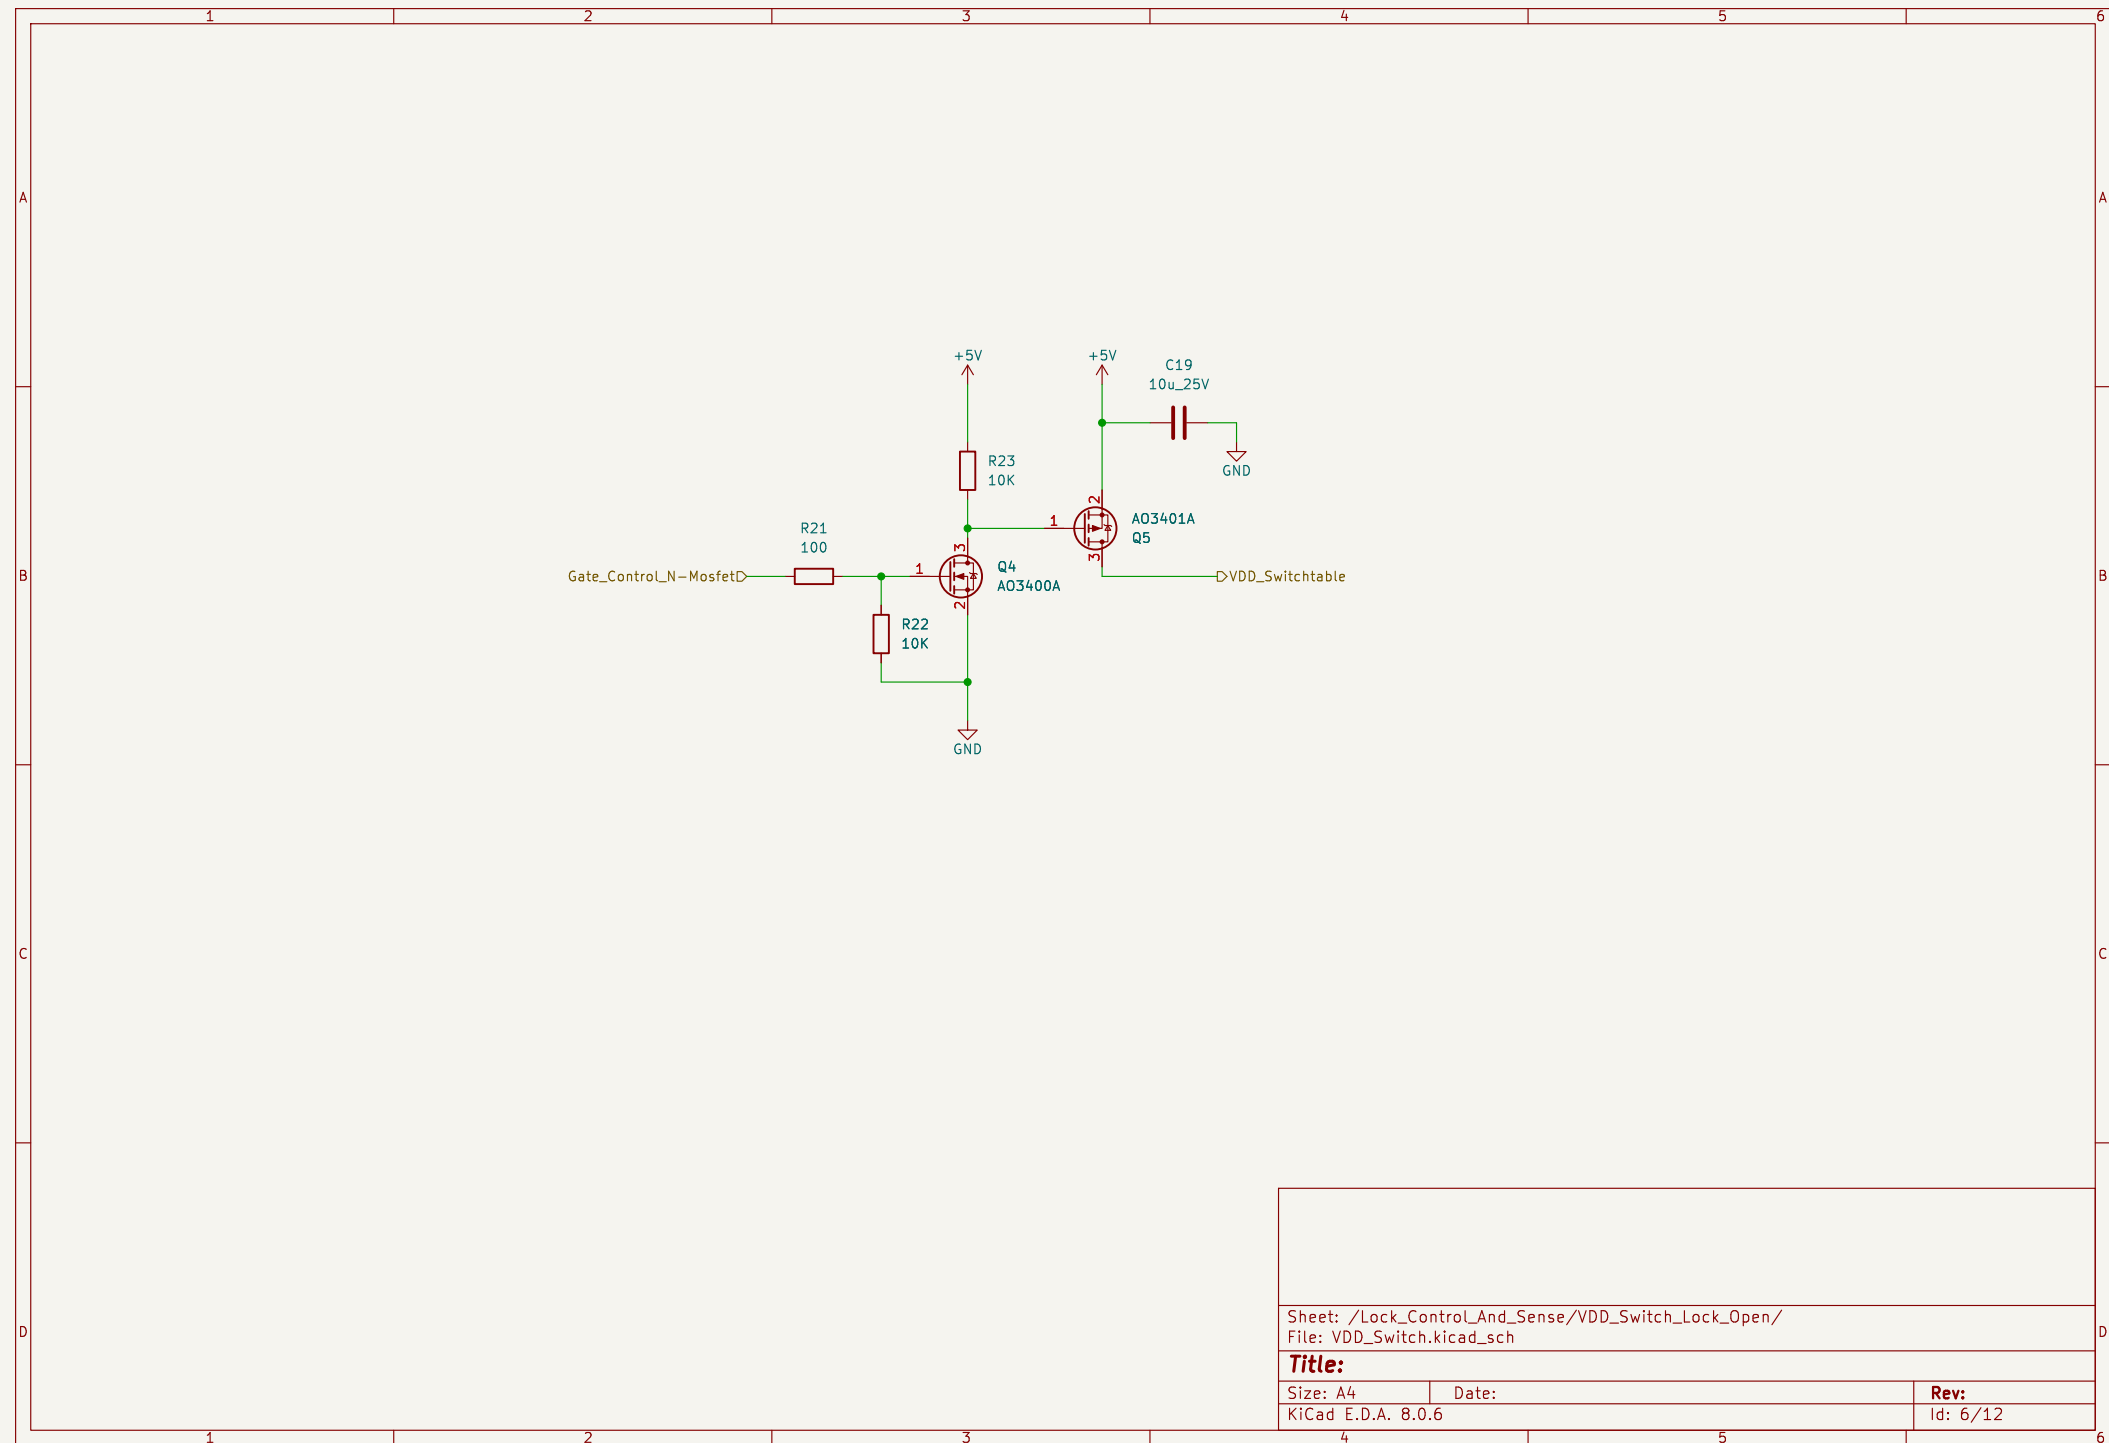 1 2 3 4 5 6
A A
+5V +5V
C19
10u_25V
R23
10K
GND
2
1
AO3401A
Q5
3
R21
100
3
B B
Gate_Control_N-Mosfet
1
Q4
AO3400A
VDD_Switchtable
2
R22
10K
GND
C C
Sheet: /Lock_Control_And_Sense/VDD_Switch_Lock_Open/
File: VDD_Switch.kicad_sch
D D
Title:
Size: A4 Date: Rev:
KiCad E.D.A. 8.0.6 Id: 6/12
1 2 3 4 5 6